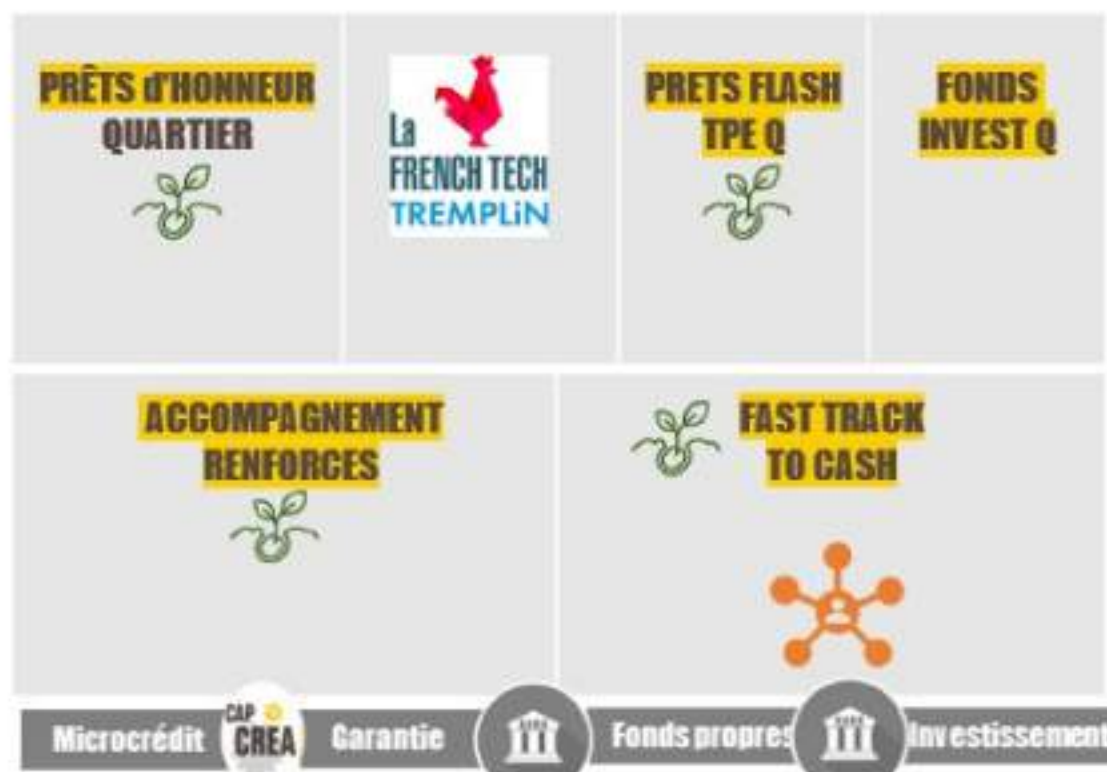 PRÊTS d'HONNEUR
QUARTIER
La
FRENCH TECH
TREMPLiN
PRETS FLASH
TPE Q
FONDS
INVEST Q
ACCOMPAGNEMENT
RENFORCES
FAST TRACK
TO CASH
Microcrédit
CAP
CREA
Garantie
Fonds propres
Investissement